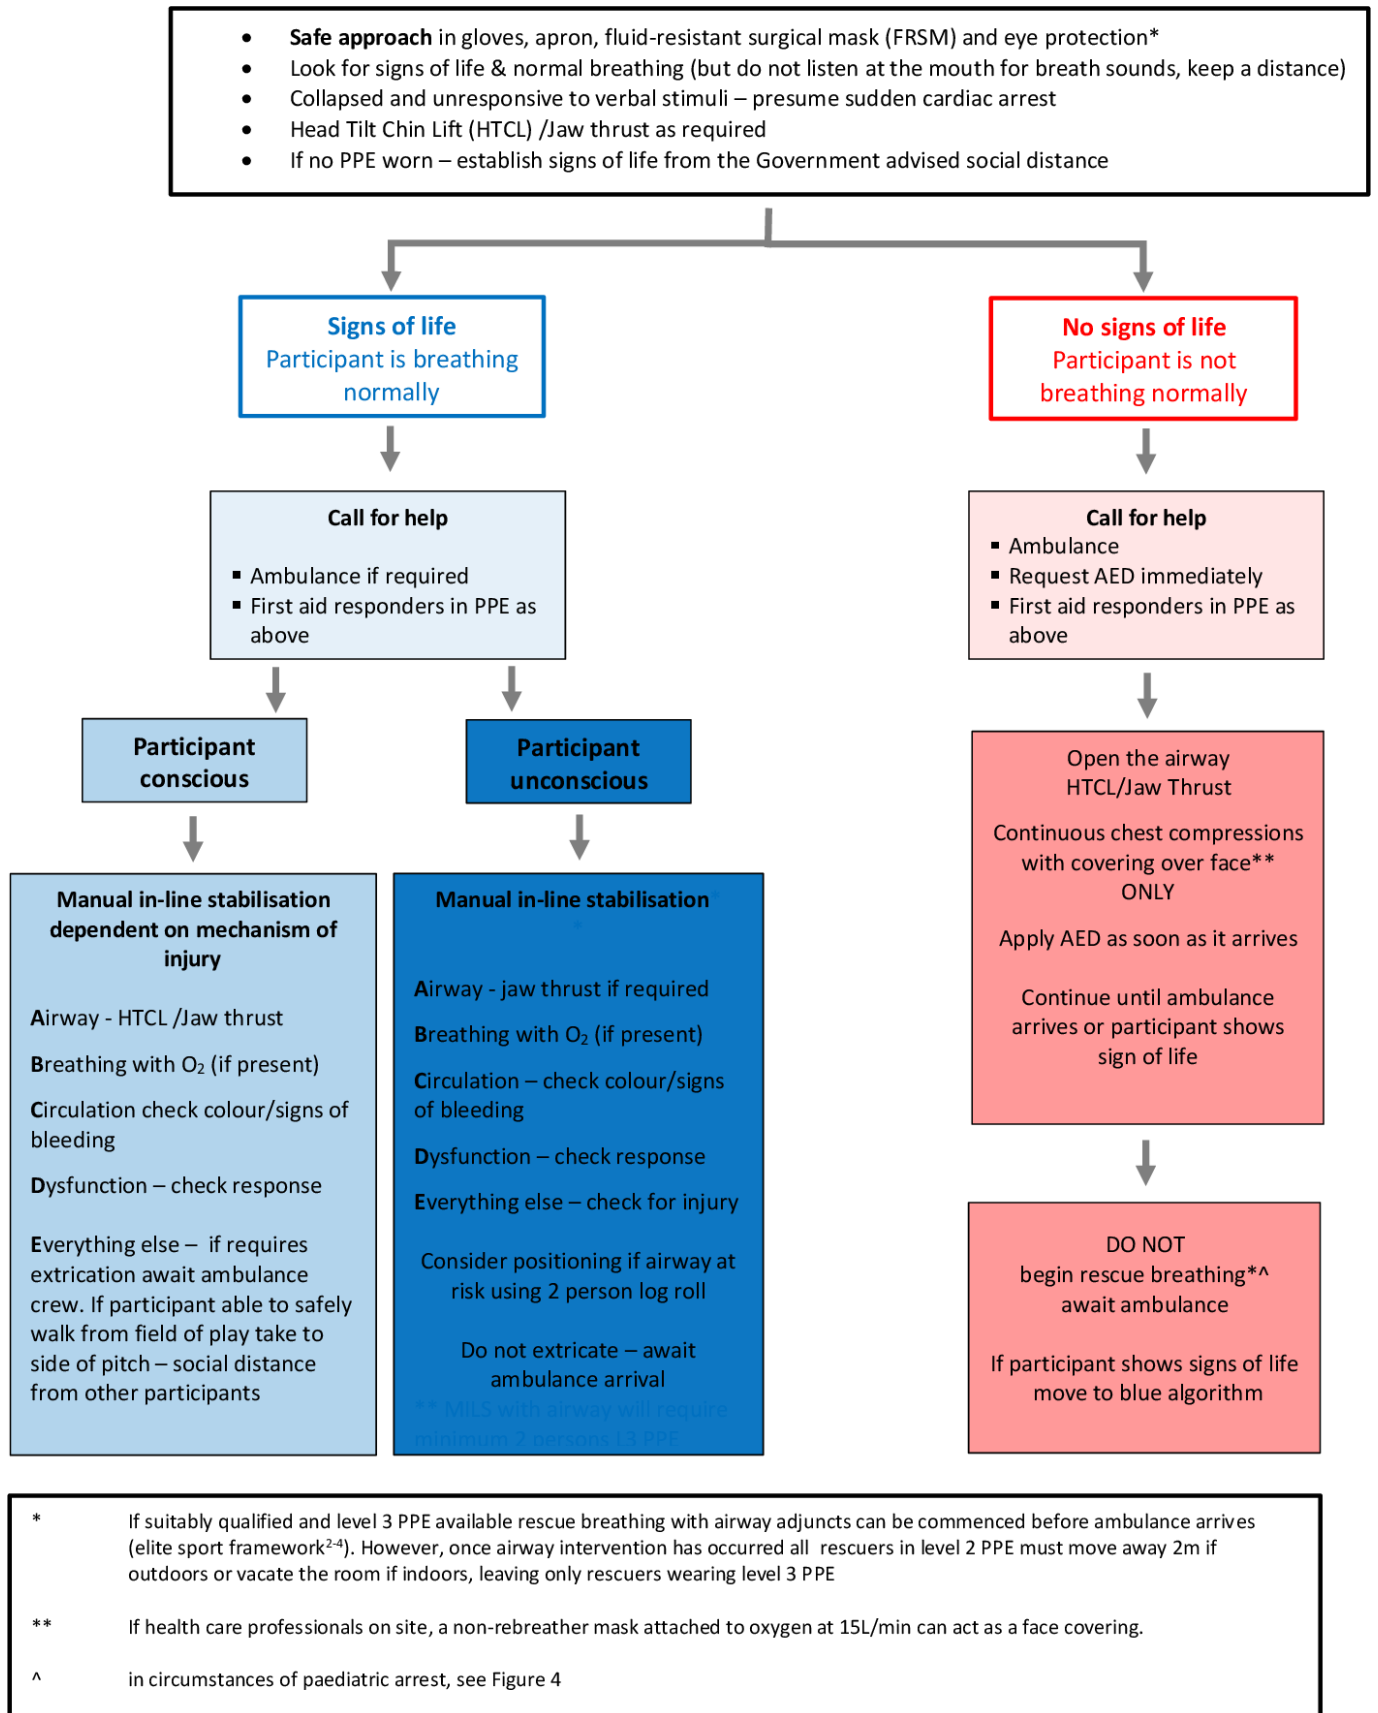 • Safe approach in gloves, apron, fluid-resistant surgical mask (FRSM) and eye protection*
• Look for signs of life & normal breathing (but do not listen at the mouth for breath sounds, keep a distance)
• Collapsed and unresponsive to verbal stimuli – presume sudden cardiac arrest
• Head Tilt Chin Lift (HTCL) /Jaw thrust as required
• If no PPE worn – establish signs of life from the Government advised social distance
Signs of life
Participant is breathing
normally
No signs of life
Participant is not
breathing normally
Call for help
▪ Ambulance if required
▪ First aid responders in PPE as
above
Call for help
▪ Ambulance
▪ Request AED immediately
▪ First aid responders in PPE as
above
Participant
conscious
Participant
unconscious
Manual in-line stabilisation
dependent on mechanism of
injury
Airway - HTCL /Jaw thrust
Breathing with O₂ (if present)
Circulation check colour/signs of
bleeding
Dysfunction – check response
Everything else – if requires
extrication await ambulance
crew. If participant able to safely
walk from field of play take to
side of pitch – social distance
from other participants
Manual in-line stabilisation*
*
Airway - jaw thrust if required
Breathing with O₂ (if present)
Circulation – check colour/signs
of bleeding
Dysfunction – check response
Everything else – check for injury
Consider positioning if airway at
risk using 2 person log roll
Do not extricate – await
ambulance arrival
** MILS with airway will require
minimum 2 persons L3 PPE
Open the airway
HTCL/Jaw Thrust
Continuous chest compressions
with covering over face**
ONLY
Apply AED as soon as it arrives
Continue until ambulance
arrives or participant shows
sign of life
DO NOT
begin rescue breathing*^
await ambulance
If participant shows signs of life
move to blue algorithm
* If suitably qualified and level 3 PPE available rescue breathing with airway adjuncts can be commenced before ambulance arrives
(elite sport framework²⁻⁴). However, once airway intervention has occurred all rescuers in level 2 PPE must move away 2m if
outdoors or vacate the room if indoors, leaving only rescuers wearing level 3 PPE
** If health care professionals on site, a non-rebreather mask attached to oxygen at 15L/min can act as a face covering.
^ in circumstances of paediatric arrest, see Figure 4